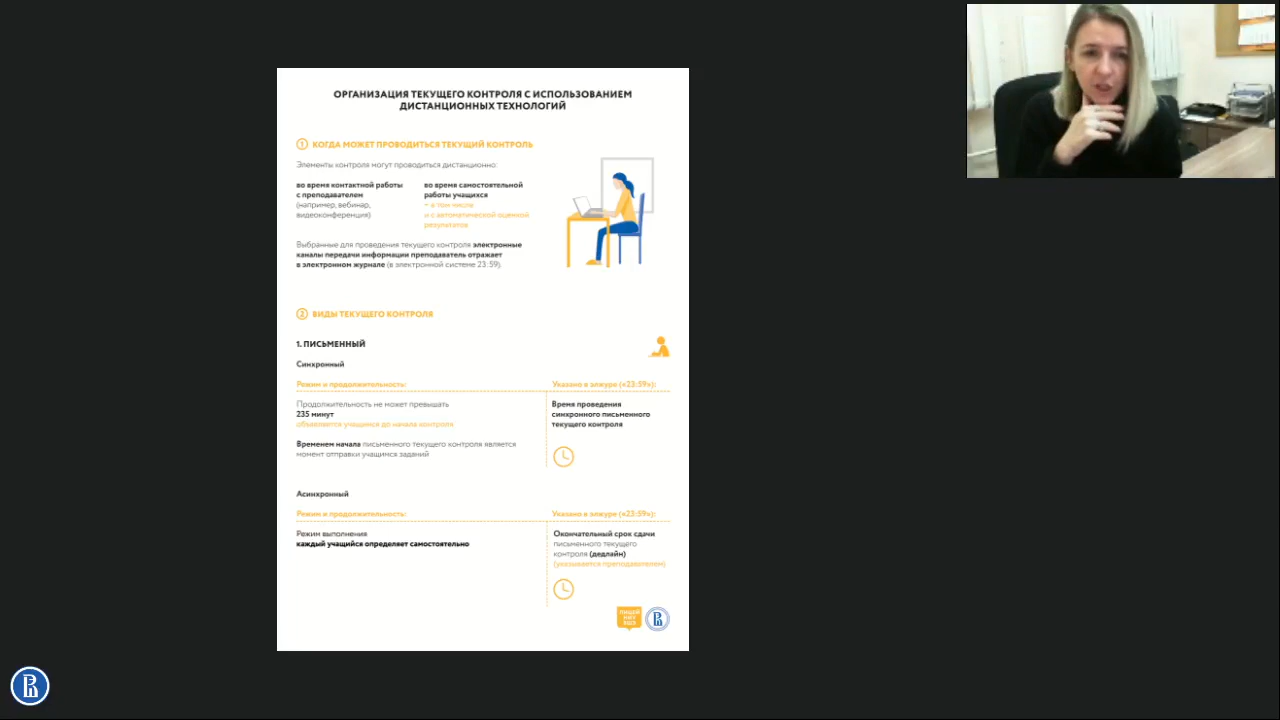 ОРГАНИЗАЦИЯ ТЕКУЩЕГО КОНТРОЛЯ С ИСПОЛЬЗОВАНИЕМ
ДИСТАНЦИОННЫХ ТЕХНОЛОГИЙ
1 КОГДА МОЖЕТ ПРОВОДИТЬСЯ ТЕКУЩИЙ КОНТРОЛЬ
Элементы контроля могут проводиться дистанционно:
во время контактной работы
с преподавателем
(например, вебинар,
видеоконференция)
во время самостоятельной
работы учащихся
– в том числе
и с автоматической оценкой
результатов
Выбранные для проведения текущего контроля электронные
каналы передачи информации преподаватель отражает
в электронном журнале (в электронной системе 23:59).
2 ВИДЫ ТЕКУЩЕГО КОНТРОЛЯ
1. ПИСЬМЕННЫЙ
Синхронный
Режим и продолжительность:
Указано в элжуре («23:59»):
Продолжительность не может превышать
235 минут
объявляется учащимся до начала контроля
Временем начала письменного текущего контроля является
момент отправки учащимся заданий
Время проведения
синхронного письменного
текущего контроля
Асинхронный
Режим и продолжительность:
Указано в элжуре («23:59»):
Режим выполнения
каждый учащийся определяет самостоятельно
Окончательный срок сдачи
письменного текущего
контроля (дедлайн)
(указывается преподавателем)
ЛИЦЕЙ
НИУ
ВШЭ